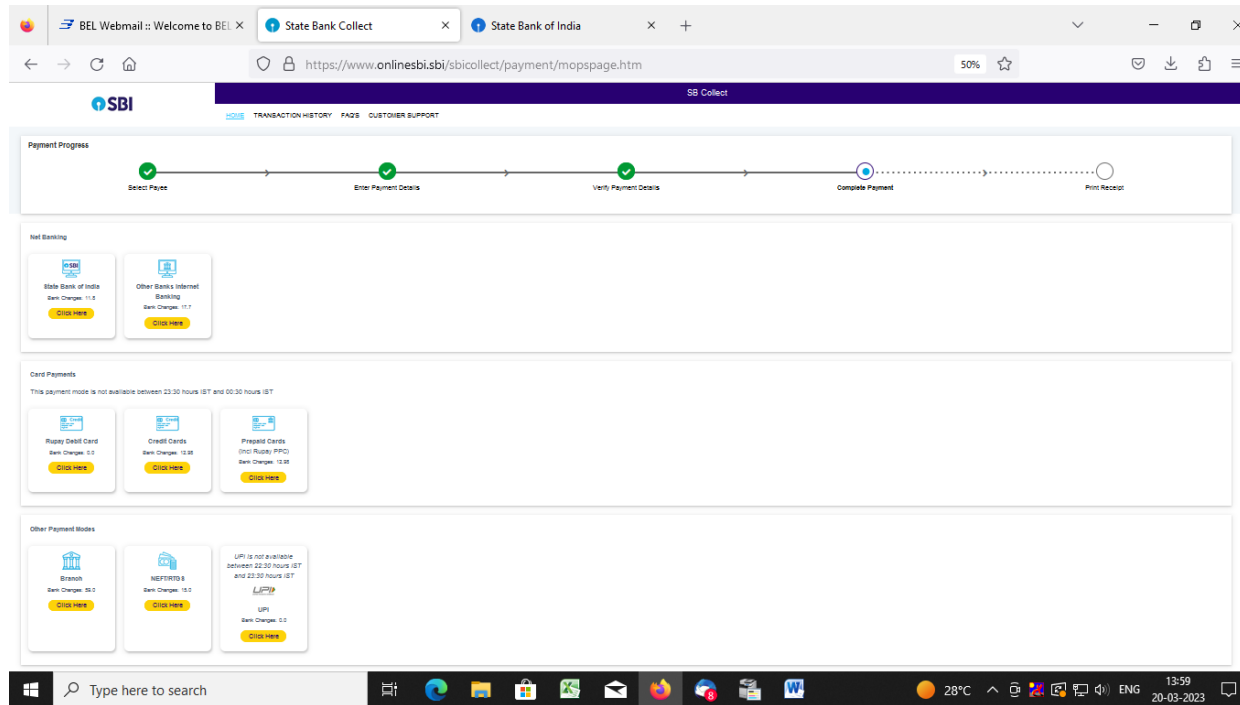 BEL Webmail :: Welcome to BEL
State Bank Collect
State Bank of India
https://www.onlinesbi.sbi/sbicollect/payment/mopspage.htm
50%
SBI
SB Collect
HOME TRANSACTION HISTORY FAQ'S CUSTOMER SUPPORT
Payment Progress
Select Payee
Enter Payment Details
Verify Payment Details
Complete Payment
Print Receipt
Net Banking
State Bank of India
Bank Charges: 11.8
Click Here
Other Banks Internet
Banking
Bank Charges: 17.7
Click Here
Card Payments
This payment mode is not available between 23:30 hours IST and 00:30 hours IST
Rupay Debit Card
Bank Charges: 0.0
Click Here
Credit Cards
Bank Charges: 12.98
Click Here
Prepaid Cards
(incl Rupay PPC)
Bank Charges: 12.98
Click Here
Other Payment Modes
Branch
Bank Charges: 59.0
Click Here
NEFT/RTGS
Bank Charges: 15.0
Click Here
UPI is not available
between 22:30 hours IST
and 23:30 hours IST
UPI
UPI
Bank Charges: 0.0
Click Here
Type here to search
28°C
ENG
13:59
20-03-2023